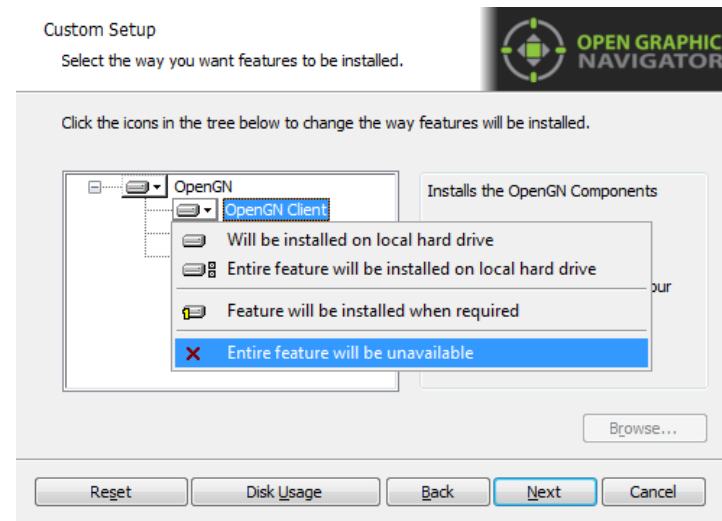 Custom Setup
Select the way you want features to be installed.
OPEN GRAPHIC
NAVIGATOR
Click the icons in the tree below to change the way features will be installed.
OpenGN
OpenGN Client
Installs the OpenGN Components
Will be installed on local hard drive
Entire feature will be installed on local hard drive
Feature will be installed when required
Entire feature will be unavailable
Browse...
Reset
Disk Usage
Back
Next
Cancel